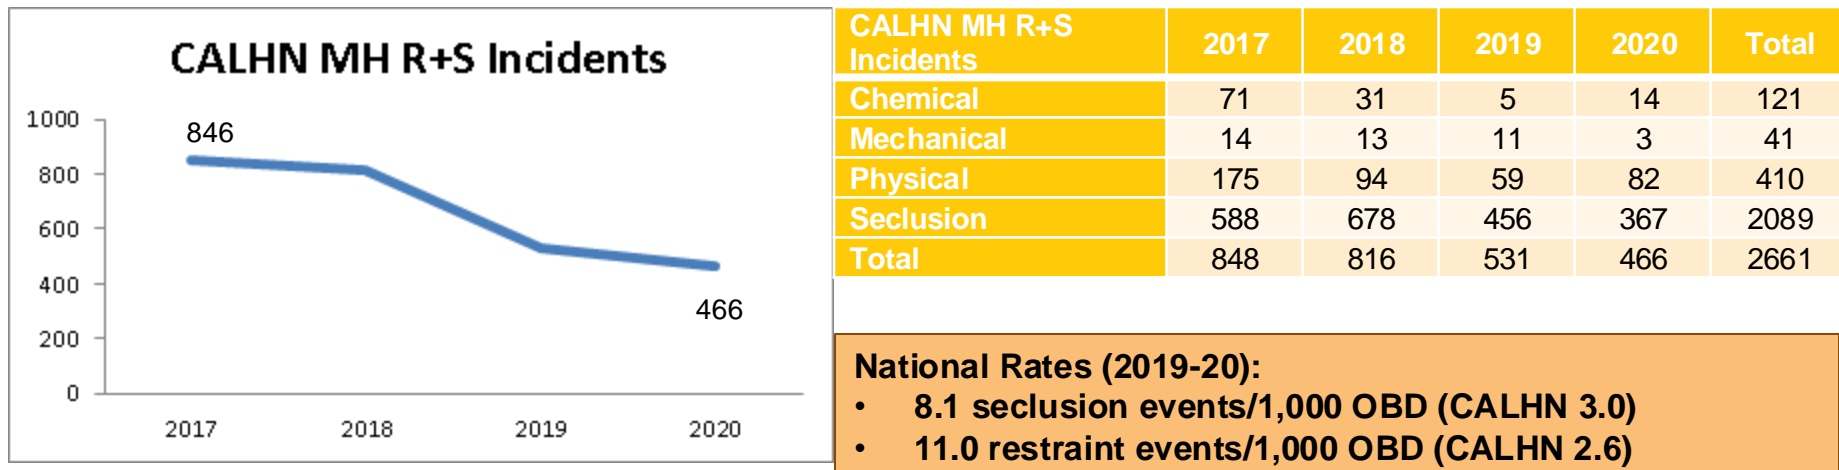 CALHN MH R+S Incidents
1000
800
600
400
200
0
846
466
2017 2018 2019 2020
CALHN MH R+S
Incidents 2017 2018 2019 2020 Total
Chemical 71 31 5 14 121
Mechanical 14 13 11 3 41
Physical 175 94 59 82 410
Seclusion 588 678 456 367 2089
Total 848 816 531 466 2661
National Rates (2019-20):
• 8.1 seclusion events/1,000 OBD (CALHN 3.0)
• 11.0 restraint events/1,000 OBD (CALHN 2.6)